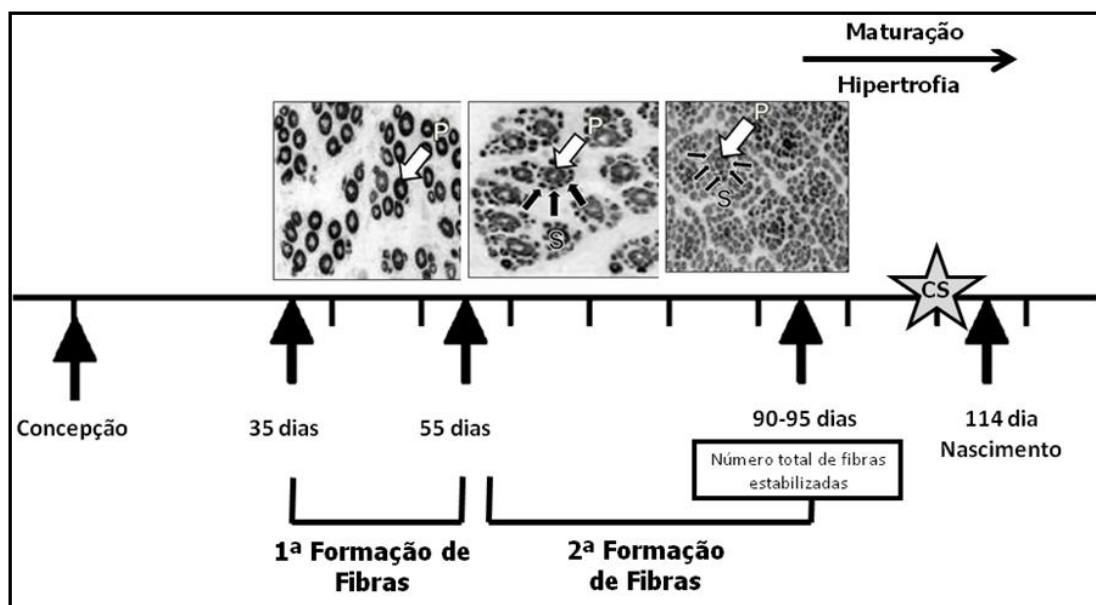 Maturação
Hipertrofia
P
P
S
P
S
CS
Concepção
35 dias
55 dias
90-95 dias
114 dia
Nascimento
Número total de fibras
estabilizadas
1ª Formação de
Fibras
2ª Formação
de Fibras